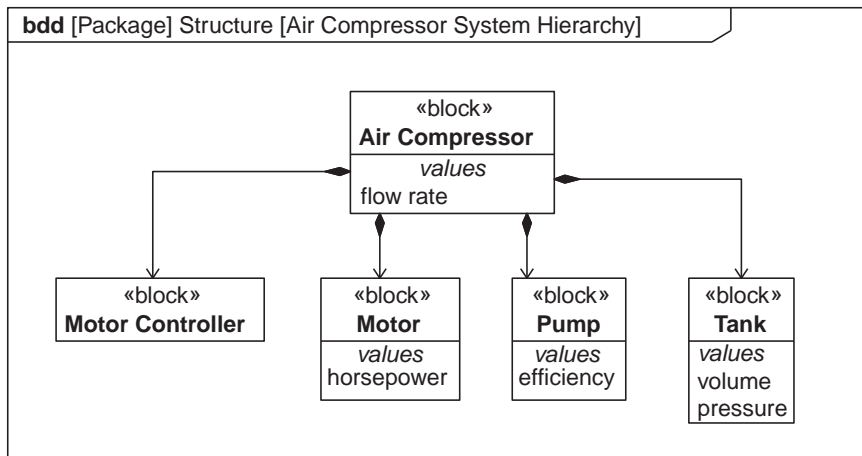 bdd [Package] Structure [Air Compressor System Hierarchy]
«block»
Air Compressor
values
flow rate
«block»
Motor Controller
«block»
Motor
values
horsepower
«block»
Pump
values
efficiency
«block»
Tank
values
volume
pressure